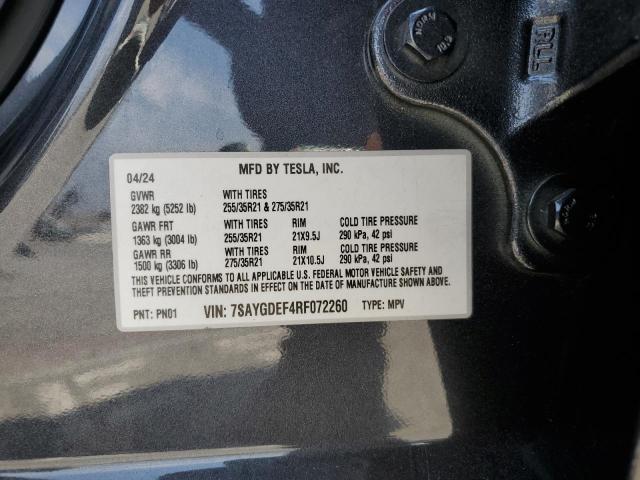 RLL
04/24 MFD BY TESLA, INC.
GVWR WITH TIRES
2382 kg (5252 lb) 255/35R21 & 275/35R21
GAWR FRT WITH TIRES RIM COLD TIRE PRESSURE
1363 kg (3004 lb) 255/35R21 21X9.5J 290 kPa, 42 psi
GAWR RR WITH TIRES RIM COLD TIRE PRESSURE
1500 kg (3306 lb) 275/35R21 21X10.5J 290 kPa, 42 psi
THIS VEHICLE CONFORMS TO ALL APPLICABLE U.S. FEDERAL MOTOR VEHICLE SAFETY AND
THEFT PREVENTION STANDARDS IN EFFECT ON THE DATE OF MANUFACTURE SHOWN ABOVE.
PNT: PN01 VIN: 7SAYGDEF4RF072260 TYPE: MPV